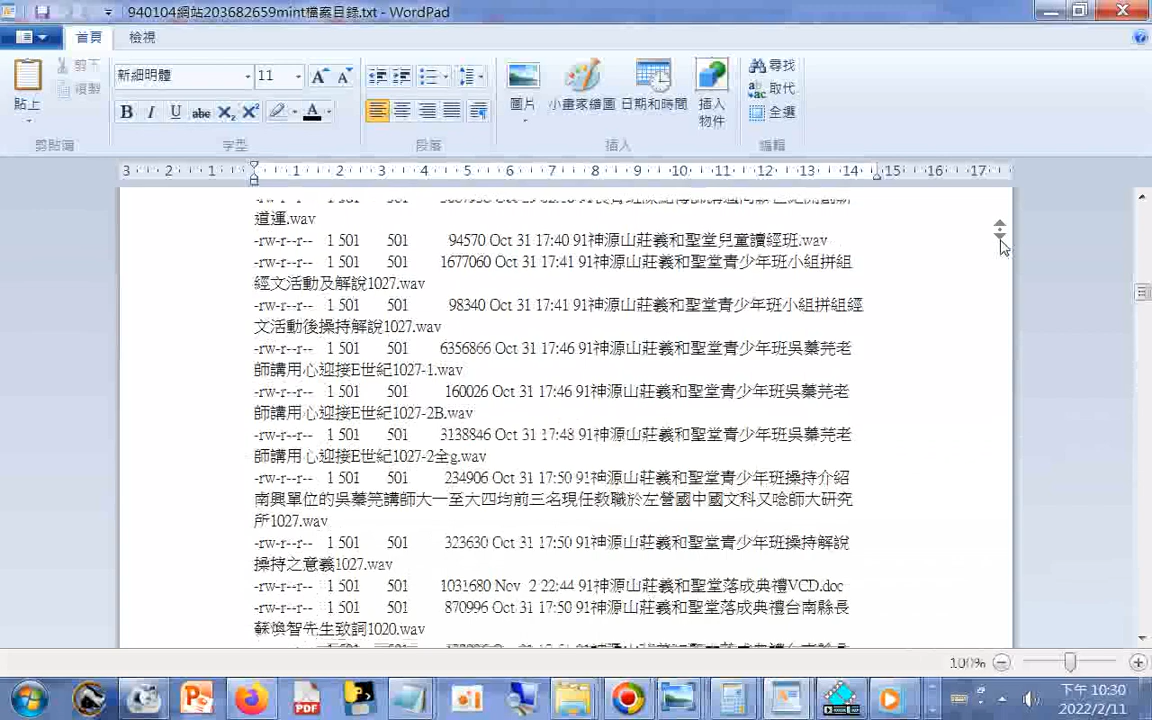 940104網站203682659mint檔案目錄.txt - WordPad
首頁 檢視
貼上 剪下 複製 新細明體 11 圖片 小畫家繪圖 日期和時間 插入物件 尋找 取代 全選
剪貼簿 字型 段落 插入 編輯
3 2 1 1 2 3 4 5 6 7 8 9 10 11 12 13 14 15 16 17
道運.wav
-rw-r--r-- 1 501 501 94570 Oct 31 17:40 91神源山莊義和聖堂兒童讀經班.wav
-rw-r--r-- 1 501 501 1677060 Oct 31 17:41 91神源山莊義和聖堂青少年班小組拼組
經文活動及解說1027.wav
-rw-r--r-- 1 501 501 98340 Oct 31 17:41 91神源山莊義和聖堂青少年班小組拼組經
文活動後操持解說1027.wav
-rw-r--r-- 1 501 501 6356866 Oct 31 17:46 91神源山莊義和聖堂青少年班吳蓁芫老
師講用心迎接E世紀1027-1.wav
-rw-r--r-- 1 501 501 160026 Oct 31 17:46 91神源山莊義和聖堂青少年班吳蓁芫老
師講用心迎接E世紀1027-2B.wav
-rw-r--r-- 1 501 501 3138846 Oct 31 17:48 91神源山莊義和聖堂青少年班吳蓁芫老
師講用心迎接E世紀1027-2全g.wav
-rw-r--r-- 1 501 501 234906 Oct 31 17:50 91神源山莊義和聖堂青少年班操持介紹
南興單位的吳蓁芫講師大一至大四均前三名現任教職於左營國中國文科又唸師大研究
所1027.wav
-rw-r--r-- 1 501 501 323630 Oct 31 17:50 91神源山莊義和聖堂青少年班操持解說
操持之意義1027.wav
-rw-r--r-- 1 501 501 1031680 Nov 2 22:44 91神源山莊義和聖堂落成典禮VCD.doc
-rw-r--r-- 1 501 501 870996 Oct 31 17:50 91神源山莊義和聖堂落成典禮台南縣長
蘇煥智先生致詞1020.wav
100%
下午 10:30
2022/2/11